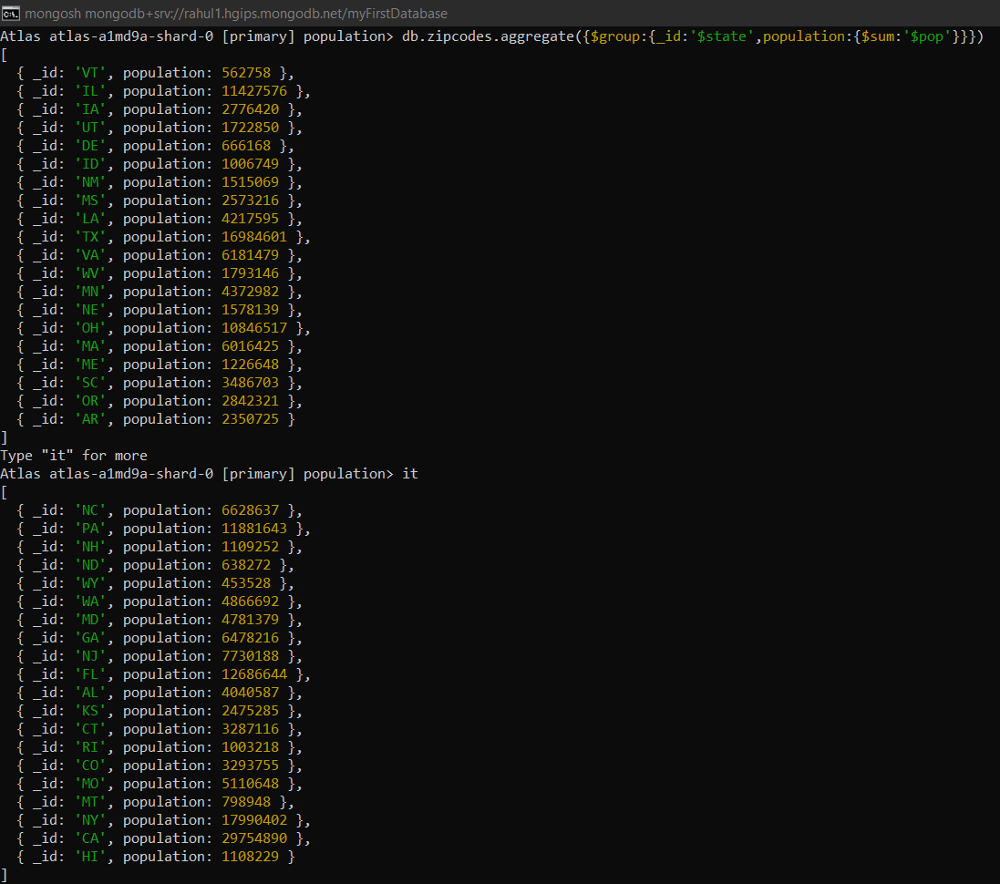 mongosh mongodb+srv://rahul1.hgips.mongodb.net/myFirstDatabase
Atlas atlas-a1md9a-shard-0 [primary] population> db.zipcodes.aggregate({$group:{_id:'$state',population:{$sum:'$pop'}}})
[
  { _id: 'VT', population: 562758 },
  { _id: 'IL', population: 11427576 },
  { _id: 'IA', population: 2776420 },
  { _id: 'UT', population: 1722850 },
  { _id: 'DE', population: 666168 },
  { _id: 'ID', population: 1006749 },
  { _id: 'NM', population: 1515069 },
  { _id: 'MS', population: 2573216 },
  { _id: 'LA', population: 4217595 },
  { _id: 'TX', population: 16984601 },
  { _id: 'VA', population: 6181479 },
  { _id: 'WV', population: 1793146 },
  { _id: 'MN', population: 4372982 },
  { _id: 'NE', population: 1578139 },
  { _id: 'OH', population: 10846517 },
  { _id: 'MA', population: 6016425 },
  { _id: 'ME', population: 1226648 },
  { _id: 'SC', population: 3486703 },
  { _id: 'OR', population: 2842321 },
  { _id: 'AR', population: 2350725 }
]
Type "it" for more
Atlas atlas-a1md9a-shard-0 [primary] population> it
[
  { _id: 'NC', population: 6628637 },
  { _id: 'PA', population: 11881643 },
  { _id: 'NH', population: 1109252 },
  { _id: 'ND', population: 638272 },
  { _id: 'WY', population: 453528 },
  { _id: 'WA', population: 4866692 },
  { _id: 'MD', population: 4781379 },
  { _id: 'GA', population: 6478216 },
  { _id: 'NJ', population: 7730188 },
  { _id: 'FL', population: 12686644 },
  { _id: 'AL', population: 4040587 },
  { _id: 'KS', population: 2475285 },
  { _id: 'CT', population: 3287116 },
  { _id: 'RI', population: 1003218 },
  { _id: 'CO', population: 3293755 },
  { _id: 'MO', population: 5110648 },
  { _id: 'MT', population: 798948 },
  { _id: 'NY', population: 17990402 },
  { _id: 'CA', population: 29754890 },
  { _id: 'HI', population: 1108229 }
]